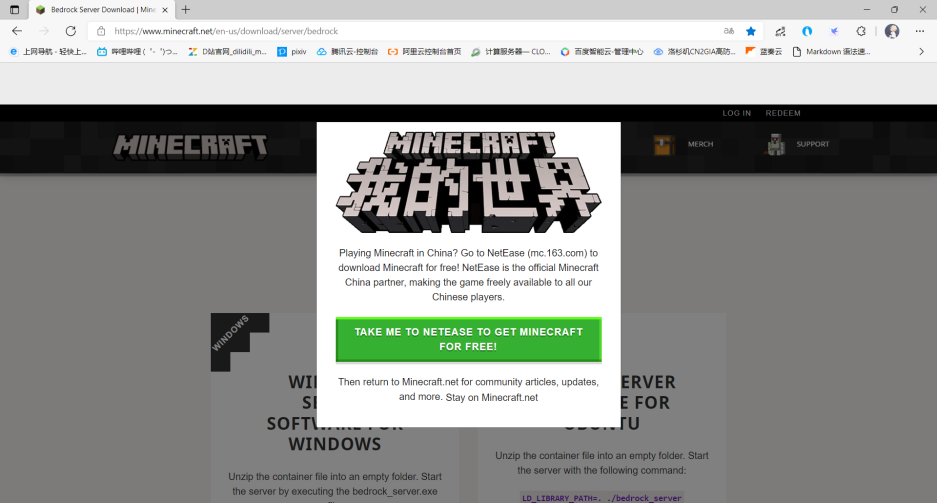 Bedrock Server Download | Mine
https://www.minecraft.net/en-us/download/server/bedrock
上网导航 - 轻快上... 哔哩哔哩 (゜-゜)つ... D站官网_dilidili_m... pixiv 腾讯云-控制台 阿里云控制台首页 计算服务器— CLO... 百度智能云-管理中心 洛杉矶CN2GIA高防... 蓝奏云 Markdown 语法速...
LOG IN REDEEM
MINECRAFT MERCH SUPPORT
MINECRAFT
我的世界
Playing Minecraft in China? Go to NetEase (mc.163.com) to
download Minecraft for free! NetEase is the official Minecraft
China partner, making the game freely available to all our
Chinese players.
TAKE ME TO NETEASE TO GET MINECRAFT
FOR FREE!
Then return to Minecraft.net for community articles, updates,
and more. Stay on Minecraft.net
WINDOWS
SOFTWARE FOR
WINDOWS
Unzip the container file into an empty folder. Start
the server by executing the bedrock_server.exe
UBUNTU
Unzip the container file into an empty folder. Start
the server with the following command:
LD_LIBRARY_PATH=. ./bedrock_server